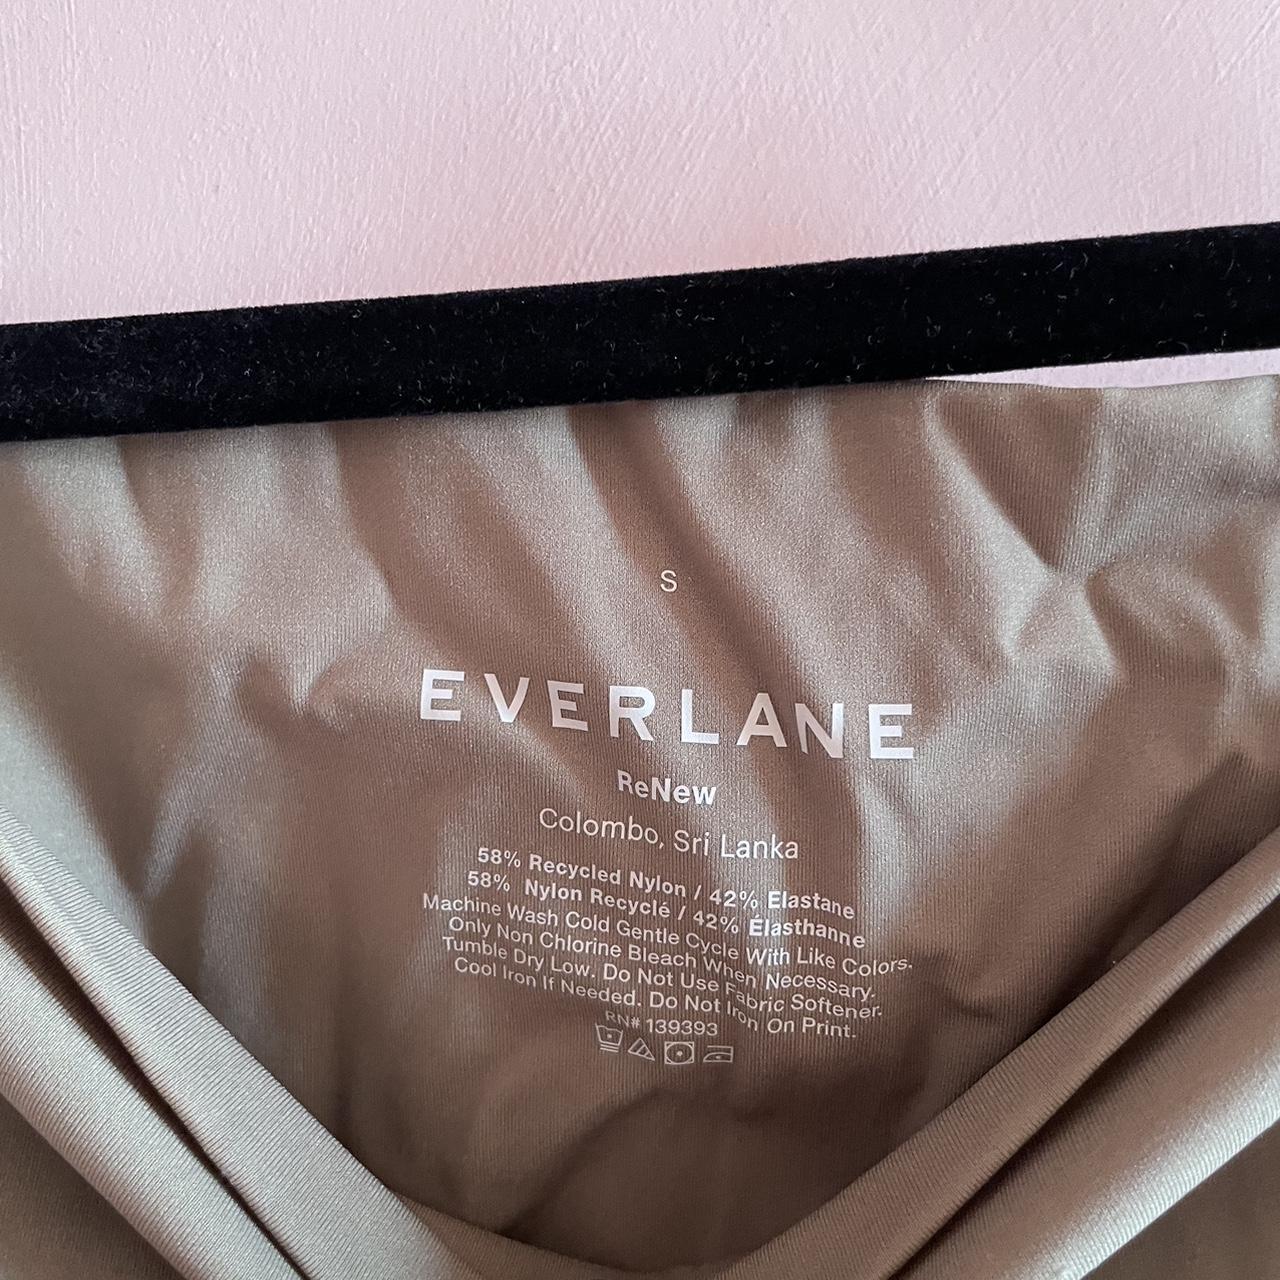 S
EVERLANE
ReNew
Colombo, Sri Lanka
58% Recycled Nylon / 42% Elastane
58% Nylon Recyclé / 42% Élasthanne
Machine Wash Cold Gentle Cycle With Like Colors.
Only Non Chlorine Bleach When Necessary.
Tumble Dry Low. Do Not Use Fabric Softener.
Cool Iron If Needed. Do Not Iron On Print.
RN# 139393